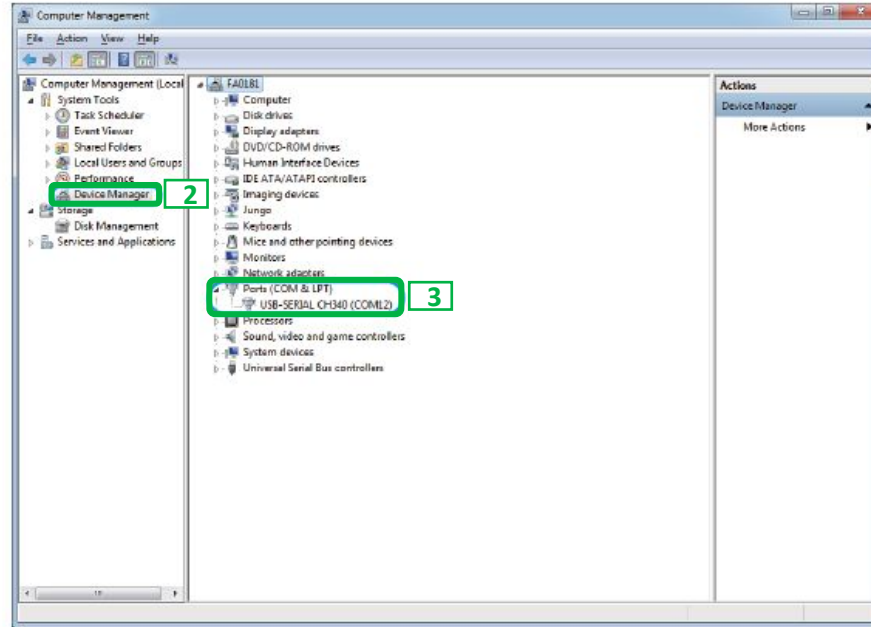 Computer Management
File Action View Help
Computer Management (Local
System Tools
Task Scheduler
Event Viewer
Shared Folders
Local Users and Groups
Performance
Device Manager
2
Storage
Disk Management
Services and Applications
FA0181
Computer
Disk drives
Display adapters
DVD/CD-ROM drives
Human Interface Devices
IDE ATA/ATAPI controllers
Imaging devices
Jungo
Keyboards
Mice and other pointing devices
Monitors
Network adapters
Ports (COM & LPT)
USB-SERIAL CH340 (COM12)
3
Processors
Sound, video and game controllers
System devices
Universal Serial Bus controllers
Actions
Device Manager
More Actions